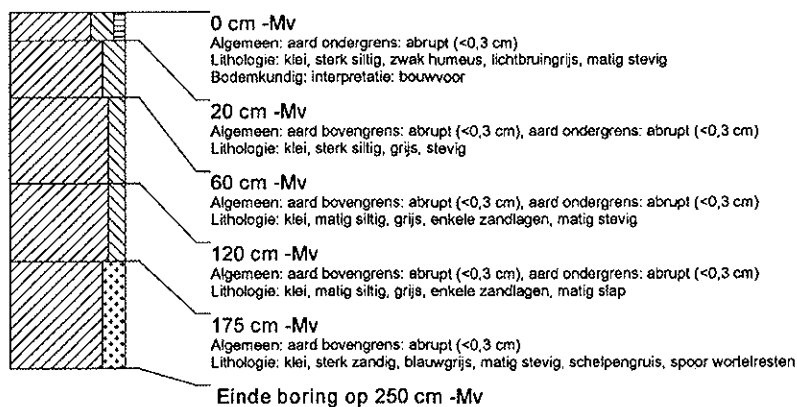 0 cm -Mv
Algemeen: aard ondergrens: abrupt (<0,3 cm)
Lithologie: klei, sterk siltig, zwak humeus, lichtbruingrijs, matig stevig
Bodemkundig: interpretatie: bouwvoor
20 cm -Mv
Algemeen: aard bovengrens: abrupt (<0,3 cm), aard ondergrens: abrupt (<0,3 cm)
Lithologie: klei, sterk siltig, grijs, stevig
60 cm -Mv
Algemeen: aard bovengrens: abrupt (<0,3 cm), aard ondergrens: abrupt (<0,3 cm)
Lithologie: klei, matig siltig, grijs, enkele zandlagen, matig stevig
120 cm -Mv
Algemeen: aard bovengrens: abrupt (<0,3 cm), aard ondergrens: abrupt (<0,3 cm)
Lithologie: klei, matig siltig, grijs, enkele zandlagen, matig slap
175 cm -Mv
Algemeen: aard bovengrens: abrupt (<0,3 cm)
Lithologie: klei, sterk zandig, blauwgrijs, matig stevig, schelpengruis, spoor wortelresten
Einde boring op 250 cm -Mv